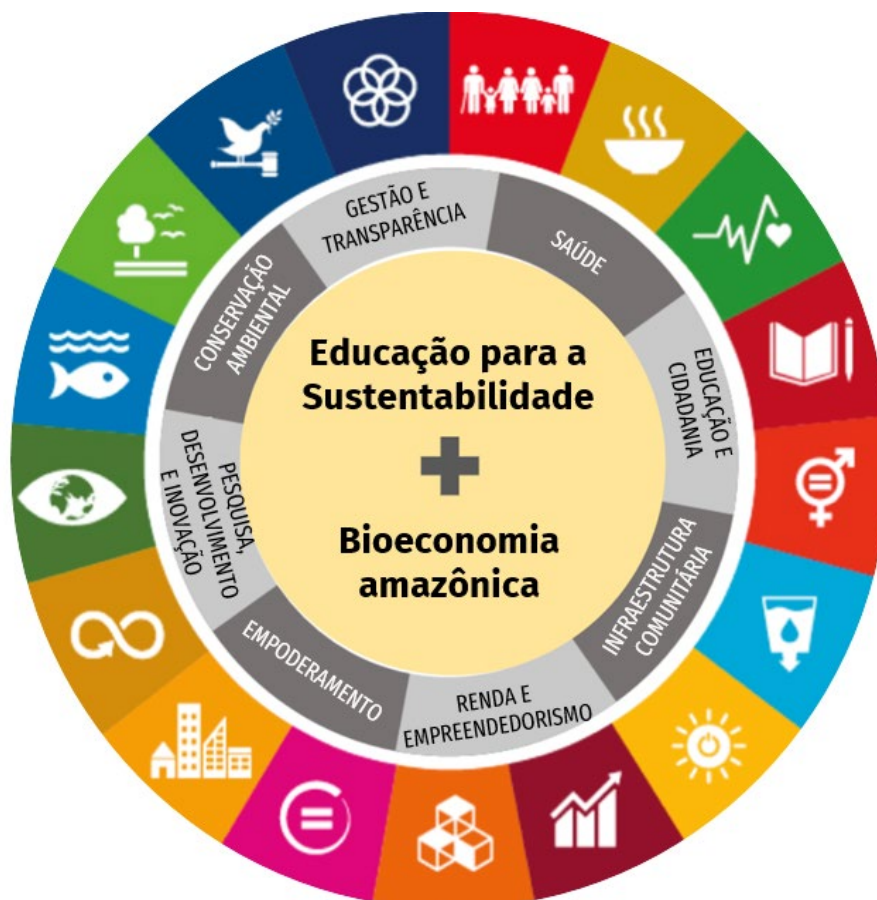 Educação para a
Sustentabilidade
+
Bioeconomia
amazônica
GESTÃO E
TRANSPARÊNCIA
SAÚDE
EDUCAÇÃO E
CIDADANIA
INFRAESTRUTURA
COMUNITÁRIA
RENDA E
EMPREENDEDORISMO
EMPODERAMENTO
PESQUISA,
DESENVOLVIMENTO
E INOVAÇÃO
CONSERVAÇÃO
AMBIENTAL